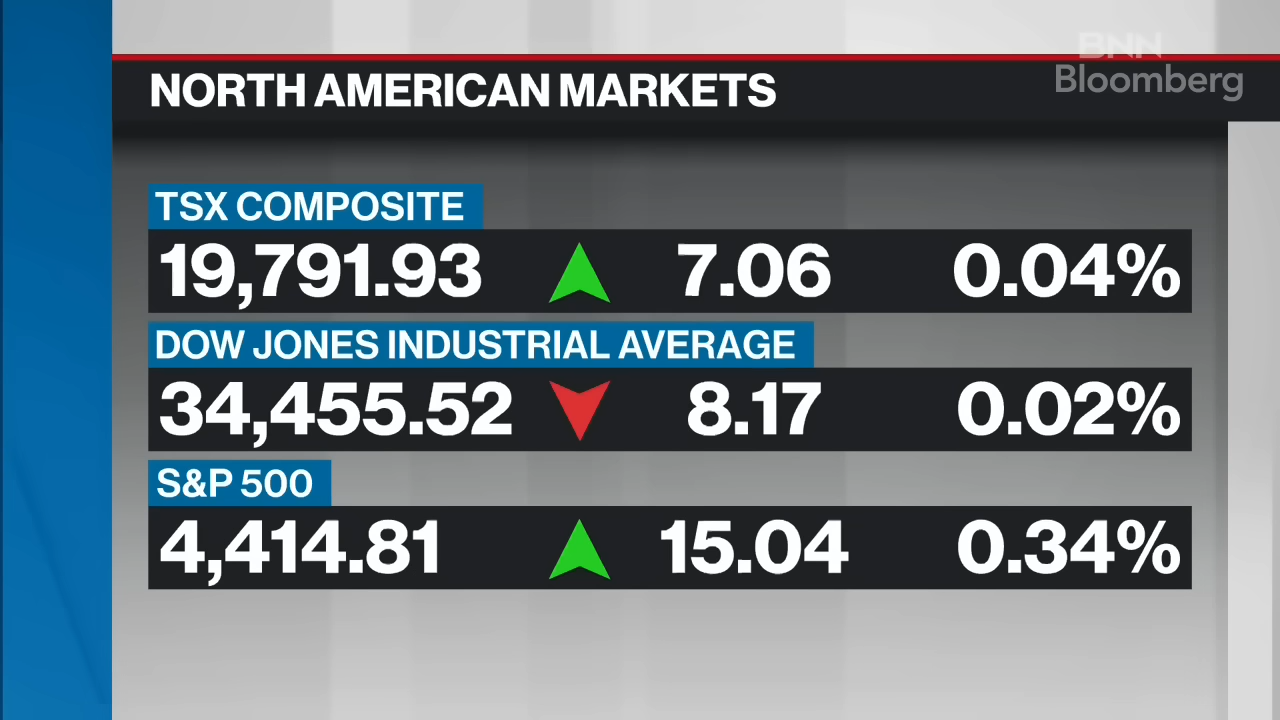 BNN
Bloomberg
NORTH AMERICAN MARKETS
TSX COMPOSITE
19,791.93 7.06 0.04%
DOW JONES INDUSTRIAL AVERAGE
34,455.52 8.17 0.02%
S&P 500
4,414.81 15.04 0.34%